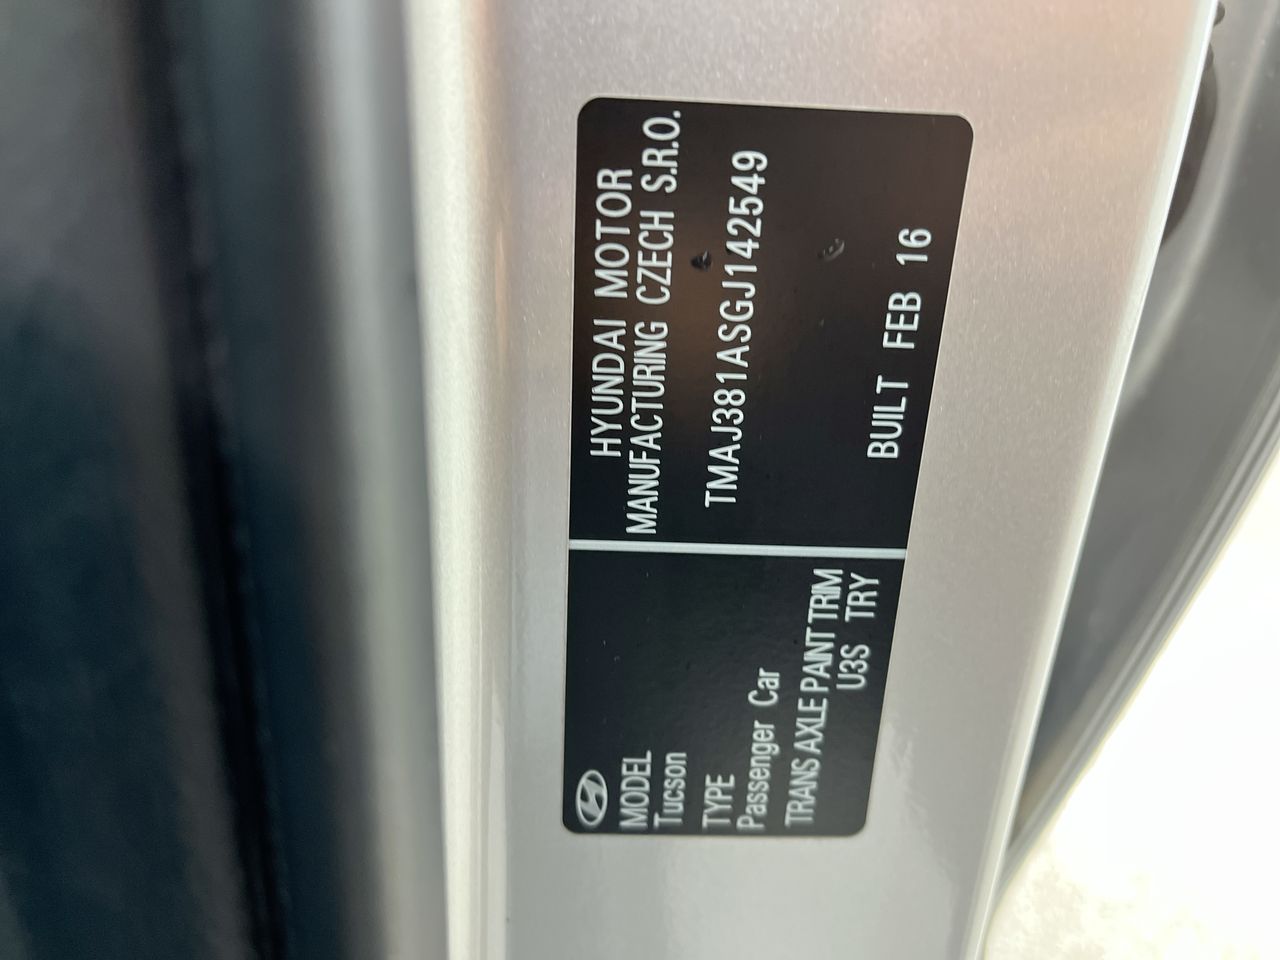 MODEL
Tucson
TYPE
Passenger Car
TRANS AXLE PAINT TRIM
U3S TRY
HYUNDAI MOTOR
MANUFACTURING CZECH S.R.O.
TMAJ381ASGJ142549
BUILT FEB 16